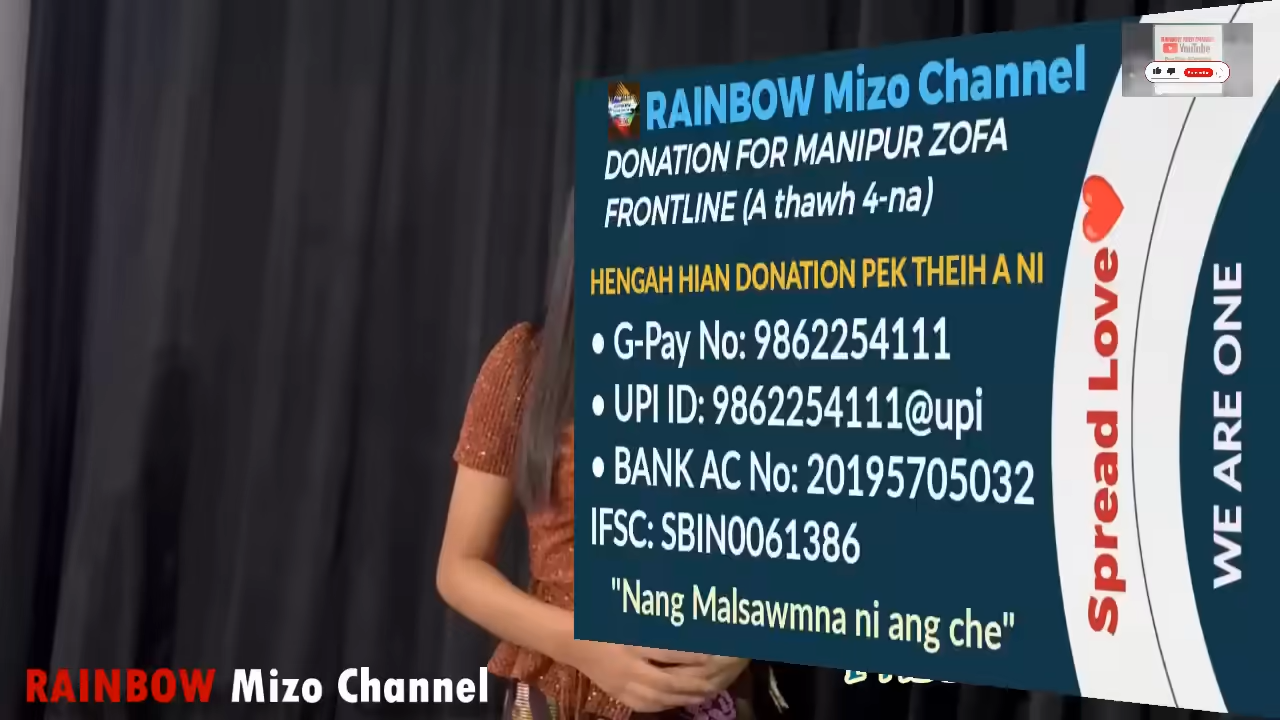 RAINBOW Mizo Channel
DONATION FOR MANIPUR ZOFA
FRONTLINE (A thawh 4-na)
HENGAH HIAN DONATION PEK THEIH A NI
• G-Pay No: 9862254111
• UPI ID: 9862254111@upi
• BANK AC No: 20195705032
IFSC: SBIN0061386
"Nang Malsawmna ni ang che"
Spread Love
WE ARE ONE
YouTube
RAINBOW Mizo Channel